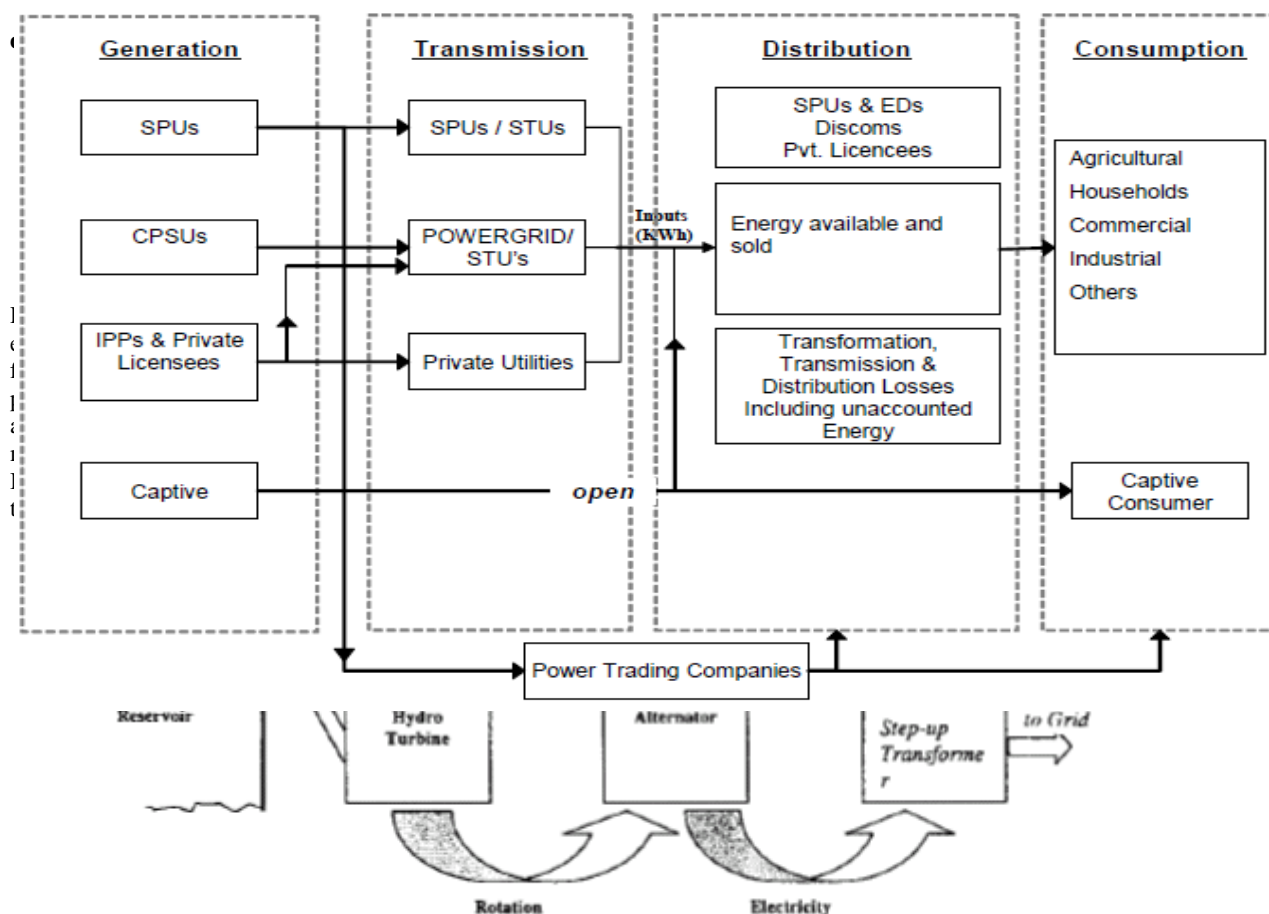 Generation
Transmission
Distribution
Consumption
SPUs
SPUs / STUs
SPUs & EDs
Discoms
Pvt. Licencees
Agricultural
Households
Commercial
Industrial
Others
CPSUs
POWERGRID/
STU's
Inputs
(KWh)
Energy available and
sold
IPPs & Private
Licensees
Private Utilities
Transformation,
Transmission &
Distribution Losses
Including unaccounted
Energy
Captive
open
Captive
Consumer
Power Trading Companies
Reservoir
Hydro
Turbine
Alternator
Step-up
Transforme
r
to Grid
Rotation
Electricity